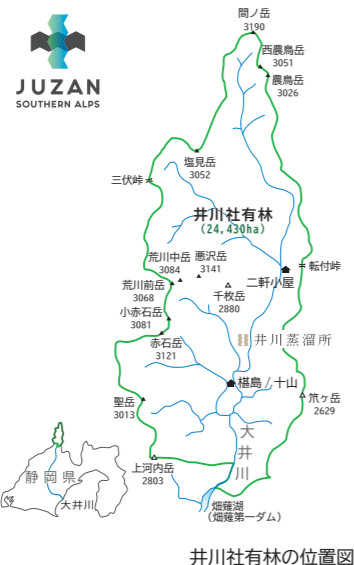 JUZAN
SOUTHERN ALPS
間ノ岳
3190
西農鳥岳
3051
農鳥岳
3026
塩見岳
3052
三伏峠
井川社有林
(24,430ha)
荒川中岳
3084
悪沢岳
3141
転付峠
二軒小屋
荒川前岳
3068
千枚岳
2880
小赤石岳
3081
赤石岳
3121
井川蒸溜所
椹島 / 十山
聖岳
3013
笊ヶ岳
2629
大井川
上河内岳
2803
静岡県
大井川
畑薙湖
(畑薙第一ダム)
井川社有林の位置図